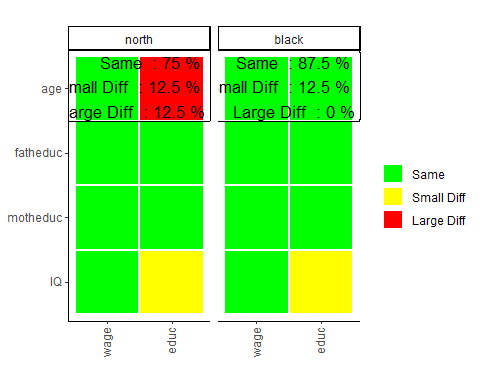 north
black
Same : 75 %
mall Diff : 12.5 %
arge Diff : 12.5 %
Same : 87.5 %
mall Diff : 12.5 %
Large Diff : 0 %
age
fatheduc
motheduc
IQ
wage
educ
wage
educ
Same
Small Diff
Large Diff